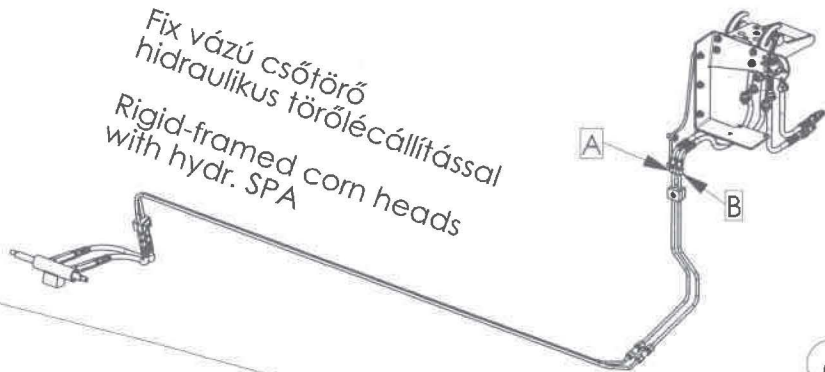 Fix vázú csőtörő
hidraulikus törőlécállítással
Rigid-framed corn heads
with hydr. SPA
A
B